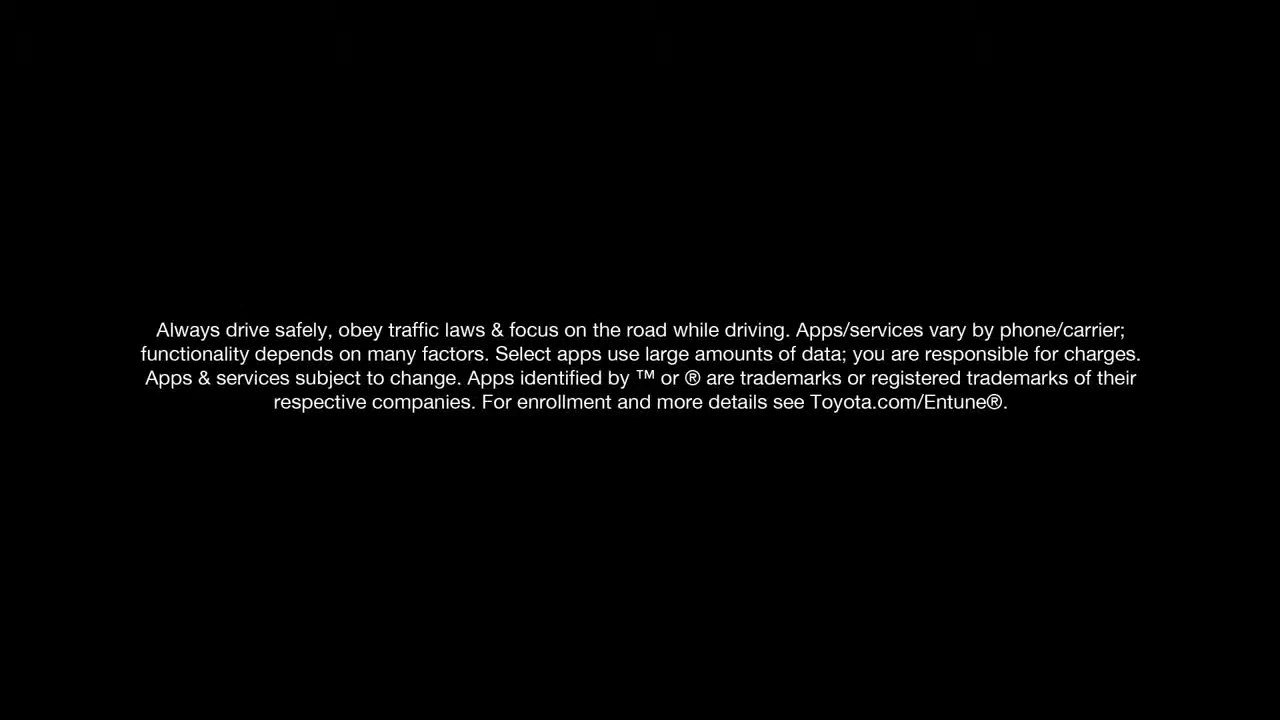 Always drive safely, obey traffic laws & focus on the road while driving. Apps/services vary by phone/carrier;
functionality depends on many factors. Select apps use large amounts of data; you are responsible for charges.
Apps & services subject to change. Apps identified by ™ or ® are trademarks or registered trademarks of their
respective companies. For enrollment and more details see Toyota.com/Entune®.